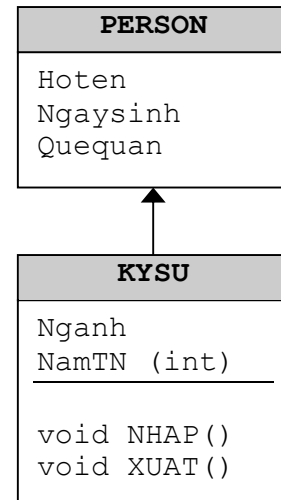 PERSON
Hoten
Ngaysinh
Quequan
KYSU
Nganh
NamTN (int)
void NHAP()
void XUAT()